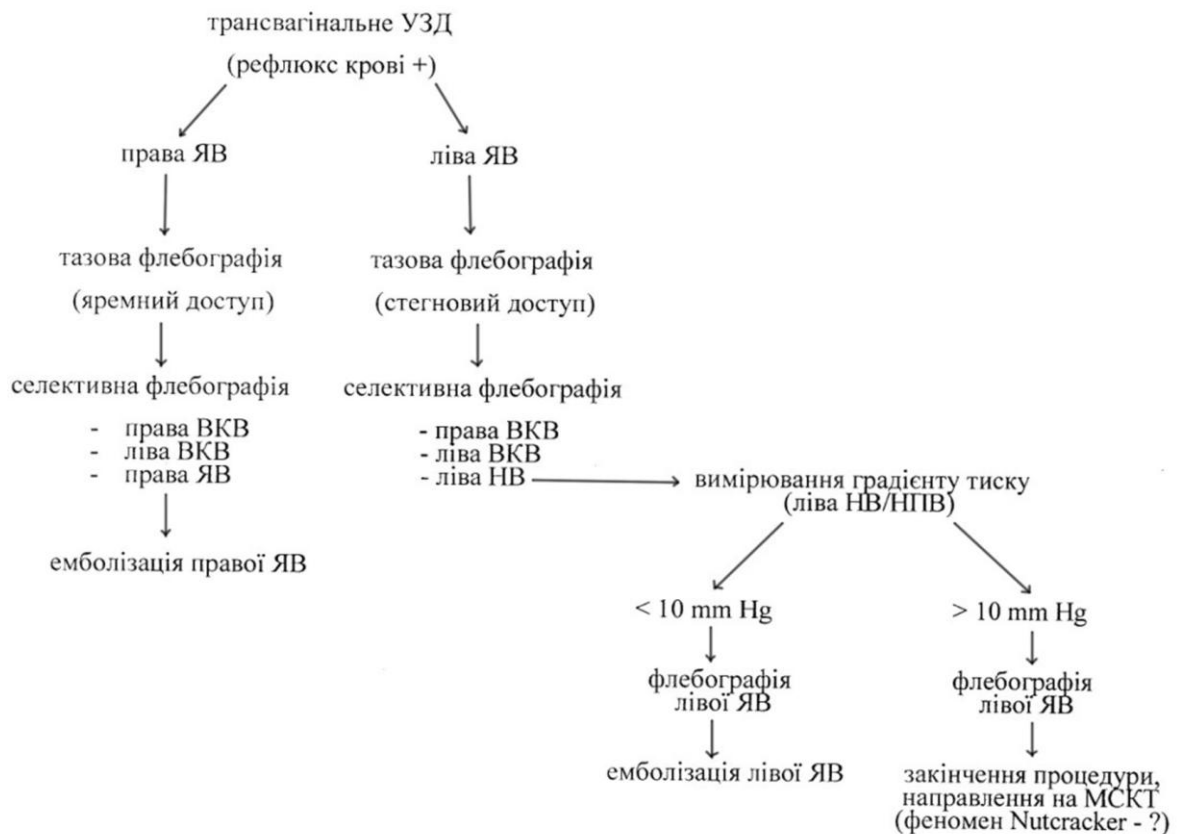 трансвагінальне УЗД
(рефлюкс крові +)
права ЯВ
ліва ЯВ
тазова флебографія
(яремний доступ)
тазова флебографія
(стегновий доступ)
селективна флебографія
- права ВКВ
- ліва ВКВ
- права ЯВ
селективна флебографія
- права ВКВ
- ліва ВКВ
- ліва НВ
вимірювання градієнту тиску
(ліва НВ/НПВ)
емболізація правої ЯВ
< 10 mm Hg
> 10 mm Hg
флебографія
лівої ЯВ
флебографія
лівої ЯВ
емболізація лівої ЯВ
закінчення процедури,
направлення на МСКТ
(феномен Nutcracker - ?)